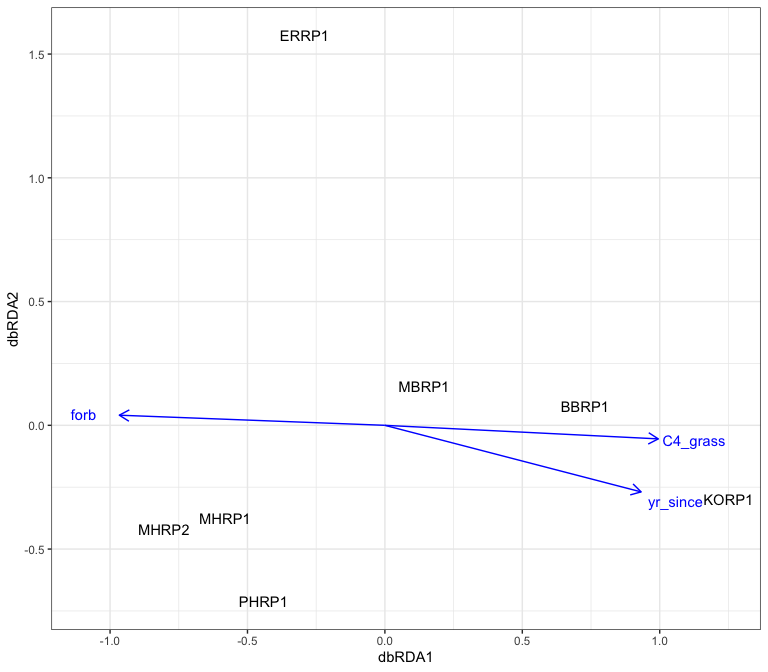 ERRP1
1.5
1.0
0.5
dbRDA2
MBRP1
BBRP1
forb
0.0
C4_grass
yr_since
KORP1
MHRP1
MHRP2
-0.5
PHRP1
-1.0
-0.5
0.0
0.5
1.0
dbRDA1